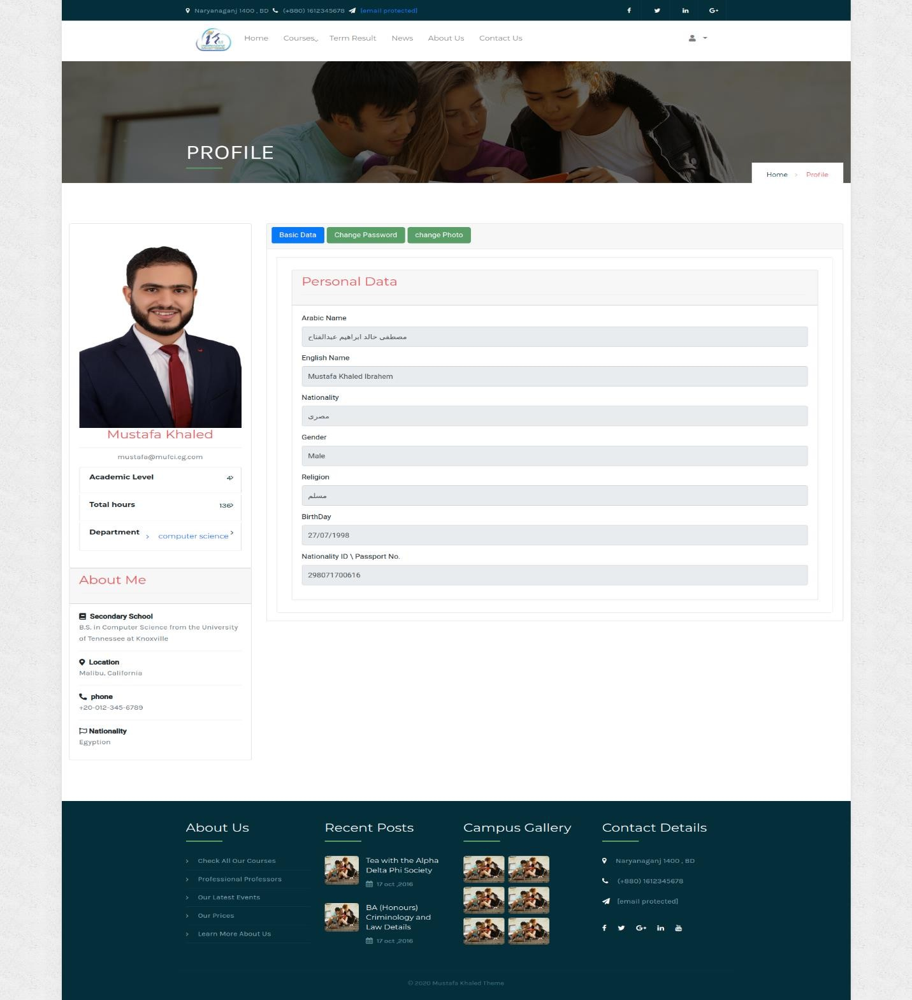 Naryanaganj 1400 , BD (+880) 1612345678 [email protected]
Home Courses Term Result News About Us Contact Us
PROFILE
Home > Profile
Mustafa Khaled
mustafa@mufci.eg.com
Academic Level 4
Total hours 136
Department > computer science
About Me
Secondary School
B.S. in Computer Science from the University
of Tennessee at Knoxville
Location
Malibu, California
phone
+20-012-345-6789
Nationality
Egyption
Basic Data Change Password change Photo
Personal Data
Arabic Name
مصطفى خالد ابراهيم عبدالفتاح
English Name
Mustafa Khaled Ibrahem
Nationality
مصرى
Gender
Male
Religion
مسلم
BirthDay
27/07/1998
Nationality ID \ Passport No.
298071700616
About Us
> Check All Our Courses
> Professional Professors
> Our Latest Events
> Our Prices
> Learn More About Us
Recent Posts
Tea with the Alpha
Delta Phi Society
17 oct ,2016
BA (Honours)
Criminology and
Law Details
17 oct ,2016
Campus Gallery
Contact Details
Naryanaganj 1400 , BD
(+880) 1612345678
[email protected]
© 2020 Mustafa Khaled Theme